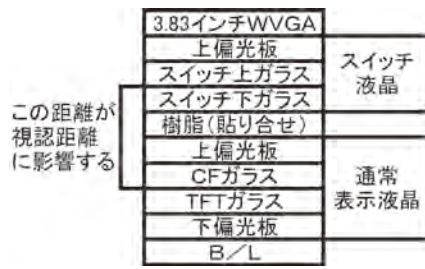 3.83インチWVGA
上偏光板
スイッチ上ガラス
スイッチ下ガラス
樹脂(貼り合せ)
上偏光板
CFガラス
TFTガラス
下偏光板
B/L
スイッチ
液晶
通常
表示液晶
この距離が
視認距離
に影響する